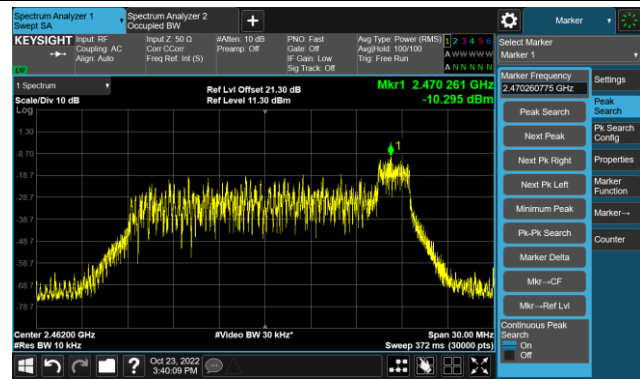 Spectrum Analyzer 1
Swept SA
Spectrum Analyzer 2
Occupied BW
+
Marker
KEYSIGHT
Input: RF
Coupling: AC
Align: Auto
Input Z: 50 Ω
Corr CCorr
Freq Ref: Int (S)
#Atten: 10 dB
Preamp: Off
PNO: Fast
Gate: Off
IF Gain: Low
Sig Track: Off
Avg Type: Power (RMS)
Avg|Hold: 100/100
Trig: Free Run
1 2 3 4 5 6
A W W W W W
A N N N N N
LXI
Select Marker
Marker 1
1 Spectrum
Scale/Div 10 dB
Log
Ref Lvl Offset 21.30 dB
Ref Level 11.30 dBm
Mkr1 2.470 261 GHz
-10.295 dBm
1.30
-8.70
-18.7
-28.7
-38.7
-48.7
-58.7
-68.7
-78.7
1
Center 2.46200 GHz
#Res BW 10 kHz
#Video BW 30 kHz*
Span 30.00 MHz
Sweep 372 ms (30000 pts)
Marker Frequency
2.470260775 GHz
Peak Search
Next Peak
Next Pk Right
Next Pk Left
Minimum Peak
Pk-Pk Search
Marker Delta
Mkr→CF
Mkr→Ref Lvl
Continuous Peak
Search
On
Off
Settings
Peak
Search
Pk Search
Config
Properties
Marker
Function
Marker→
Counter
?
Oct 23, 2022
3:40:09 PM